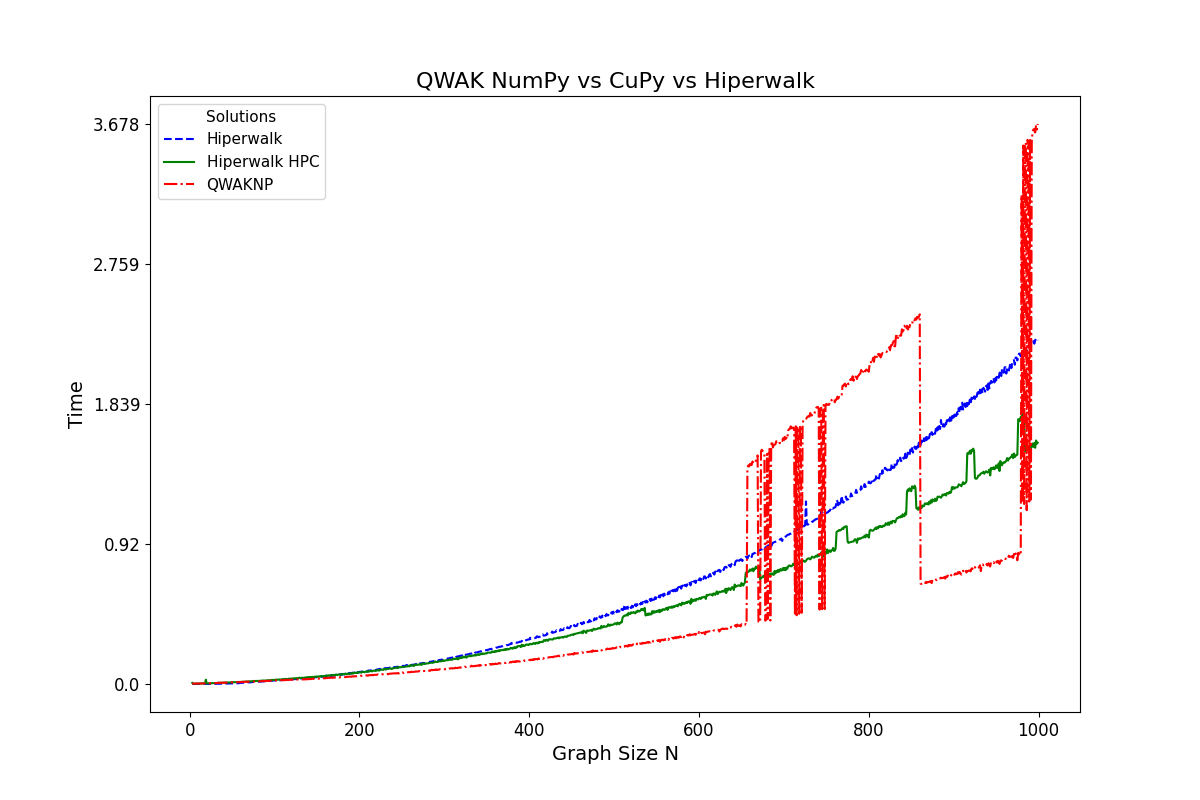 QWAK NumPy vs CuPy vs Hiperwalk
Solutions
Hiperwalk
Hiperwalk HPC
QWAKNP
3.678
2.759
1.839
0.92
0.0
Time
0
200
400
600
800
1000
Graph Size N